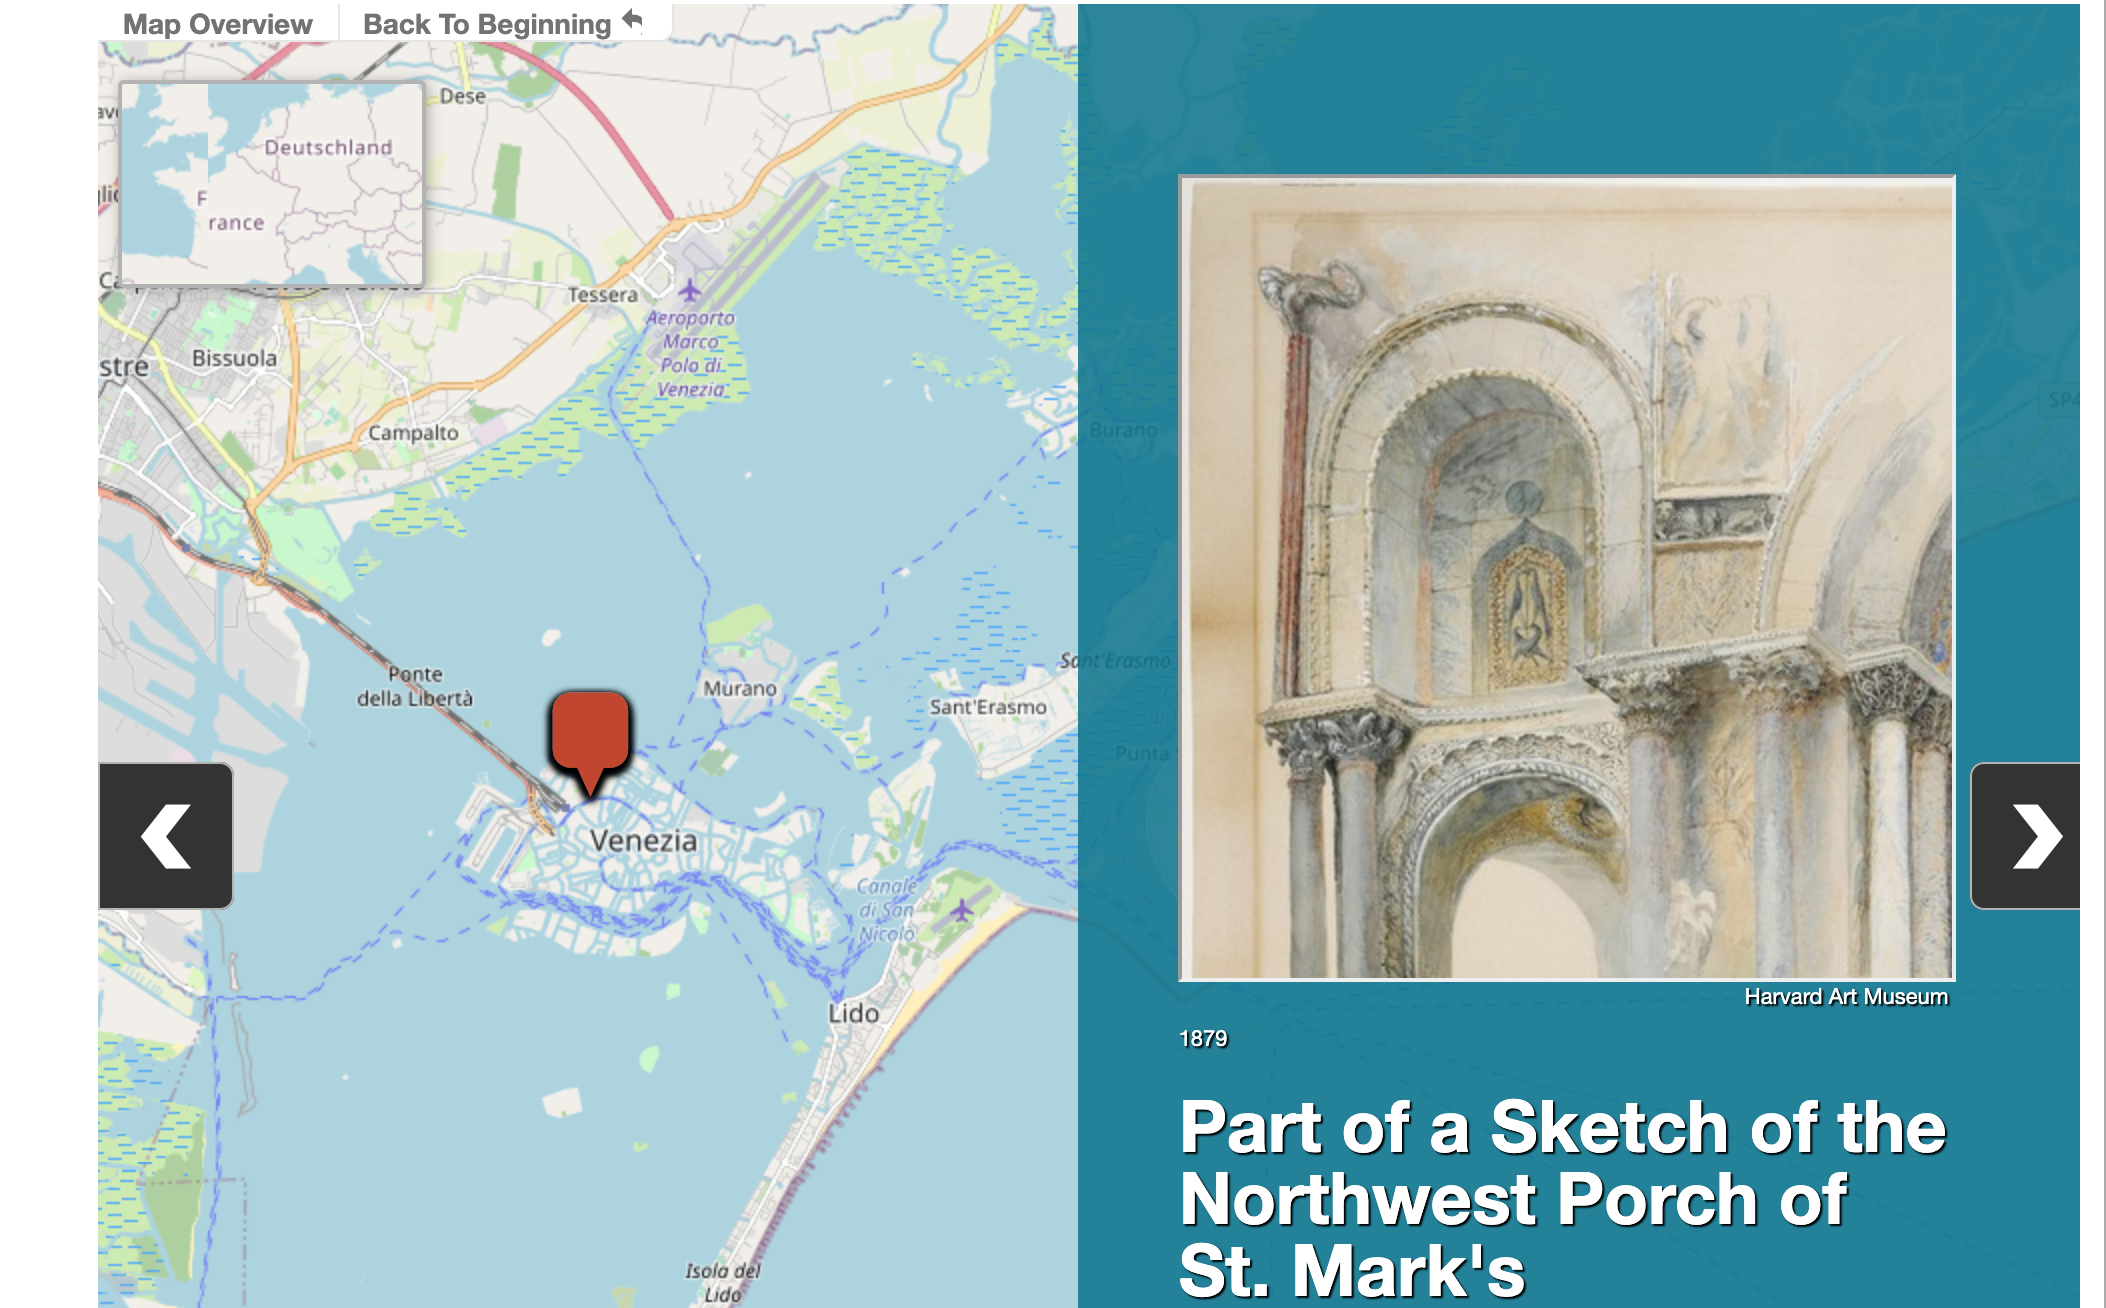 Map Overview
Back To Beginning
Dese
Deutschland
F
rance
Tessera
Aeroporto
Marco
Polo di
Venezia
Bissuola
stre
Campalto
Burano
SP4
Ponte
della Libertà
Murano
Sant'Erasmo
Sant'Erasmo
Punta
Venezia
Canale
di San
Nicolò
Lido
Isola del
Lido
Harvard Art Museum
1879
Part of a Sketch of the
Northwest Porch of
St. Mark's